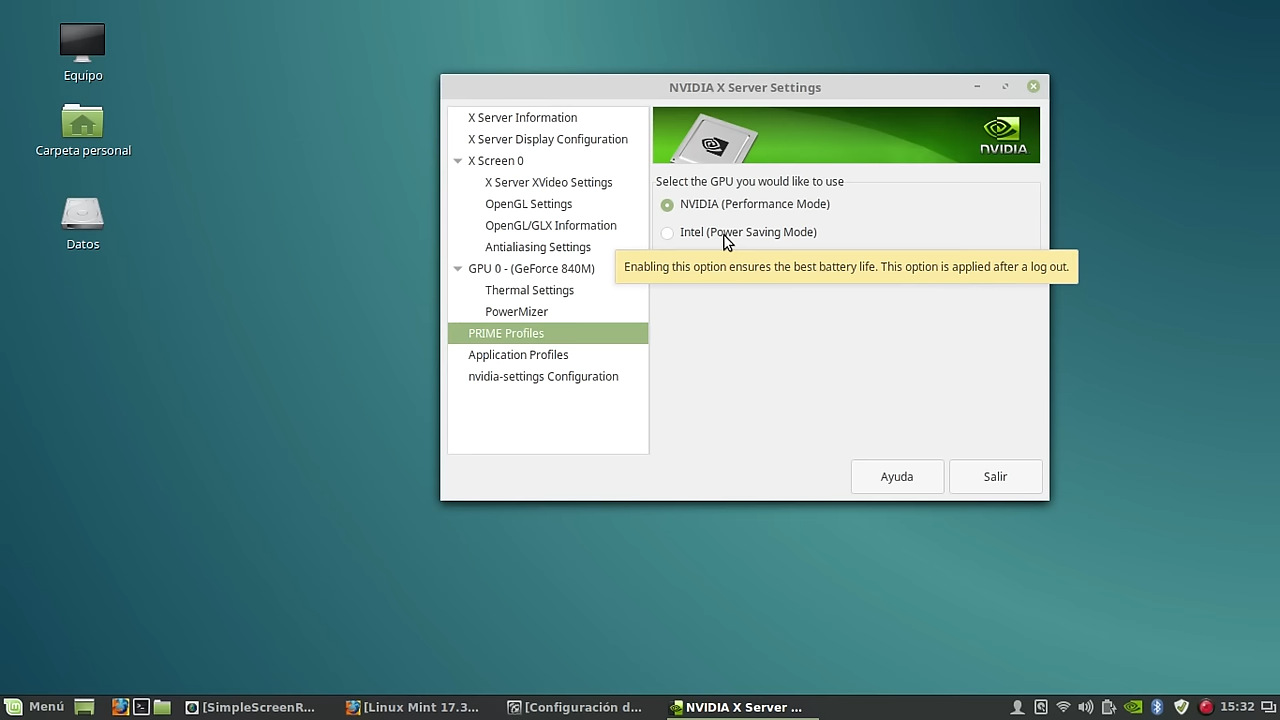 Equipo
Carpeta personal
Datos
NVIDIA X Server Settings
X Server Information
X Server Display Configuration
X Screen 0
X Server XVideo Settings
OpenGL Settings
OpenGL/GLX Information
Antialiasing Settings
GPU 0 - (GeForce 840M)
Thermal Settings
PowerMizer
PRIME Profiles
Application Profiles
nvidia-settings Configuration
NVIDIA
Select the GPU you would like to use
NVIDIA (Performance Mode)
Intel (Power Saving Mode)
Enabling this option ensures the best battery life. This option is applied after a log out.
Ayuda
Salir
Menú
[SimpleScreenR...
[Linux Mint 17.3...
[Configuración d...
NVIDIA X Server ...
15:32